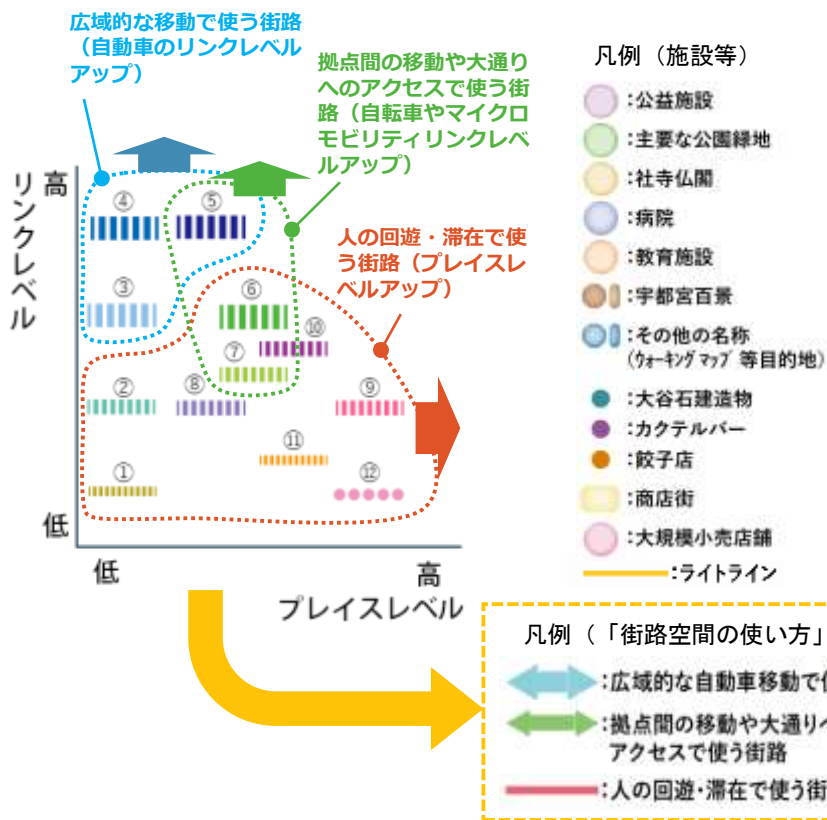 広域的な移動で使う街路
（自動車のリンクレベル
アップ）
拠点間の移動や大通り
へのアクセスで使う街
路（自転車やマイクロ
モビリティリンクレベ
ルアップ）
人の回遊・滞在で使
う街路（プレイスレ
ベルアップ）
高
リンクレベル
低
④
⑤
③
⑥
⑩
⑦
②
⑧
⑨
⑪
①
⑫
低
高
プレイスレベル
凡例（施設等）
：公益施設
：主要な公園緑地
：社寺仏閣
：病院
：教育施設
：宇都宮百景
：その他の名称
（ウォーキングマップ等目的地）
：大谷石建造物
：カクテルバー
：餃子店
：商店街
：大規模小売店舗
：ライトライン
凡例（「街路空間の使い方」
：広域的な自動車移動で
：拠点間の移動や大通り
アクセスで使う街路
：人の回遊・滞在で使う街